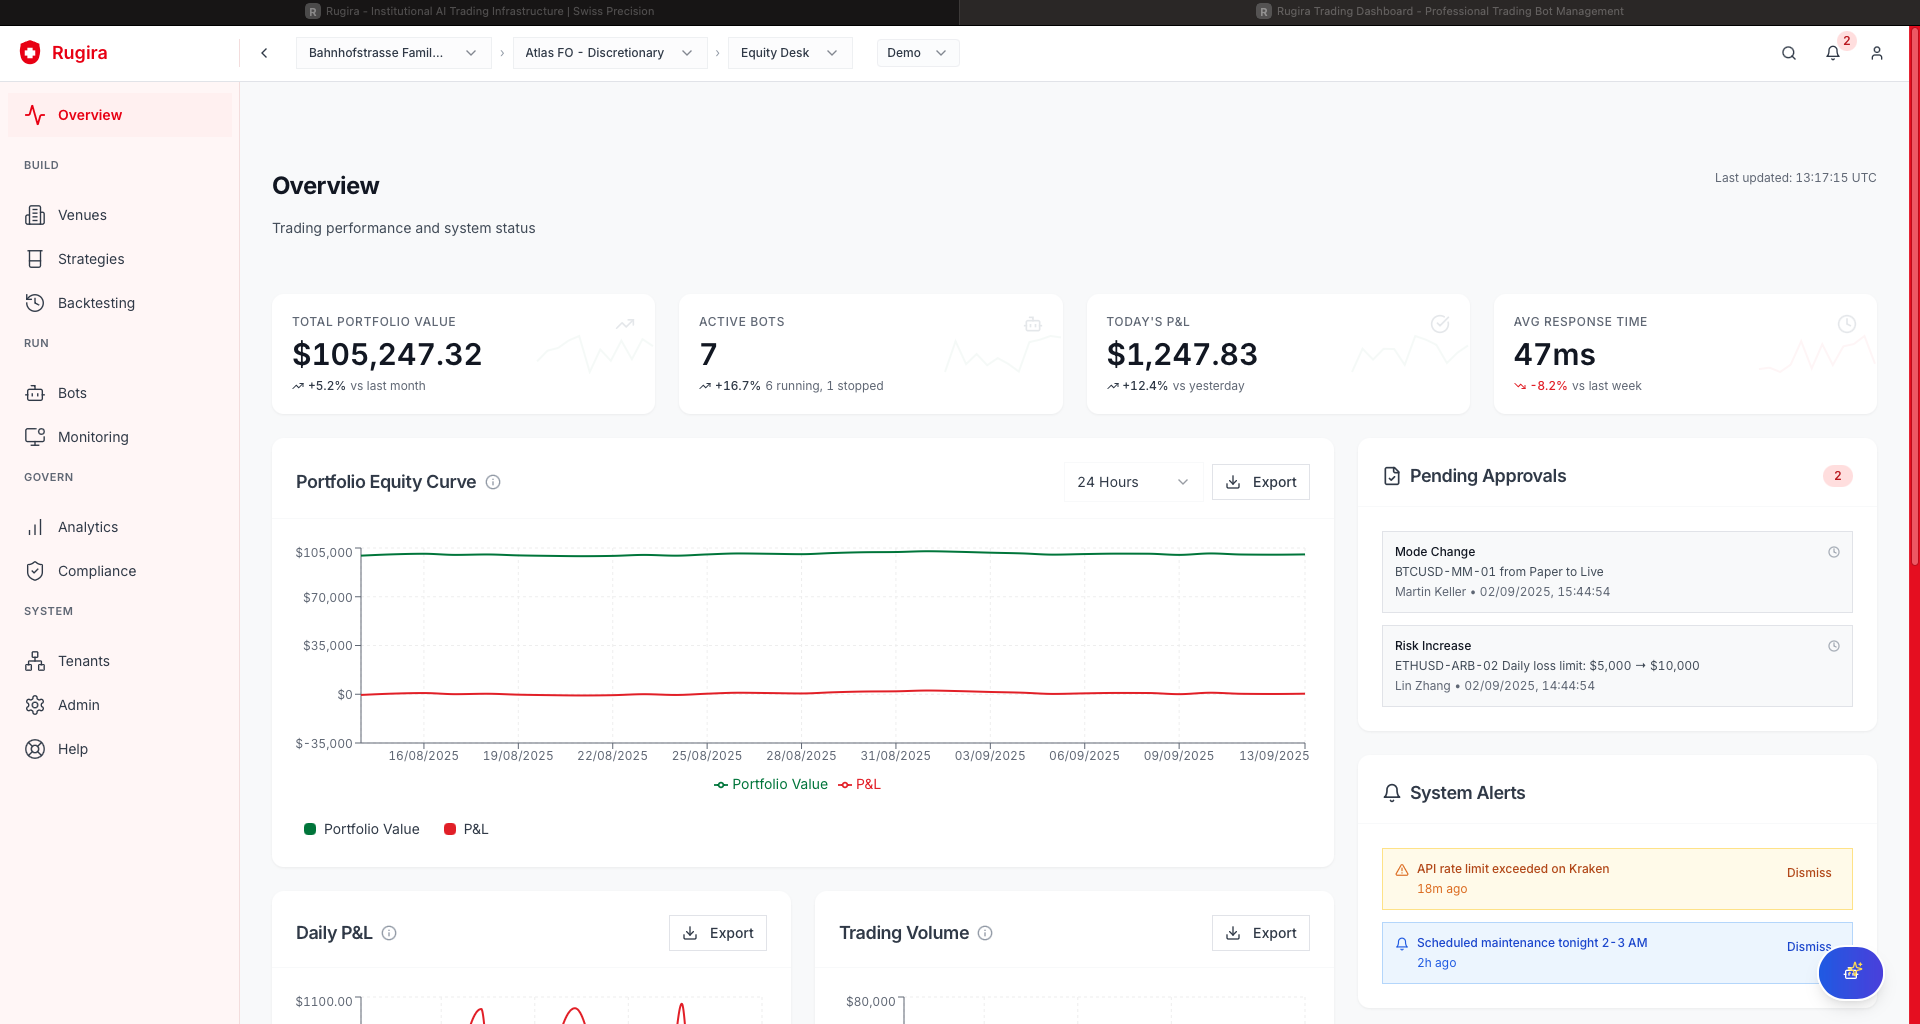 R Rugira - Institutional AI Trading Infrastructure | Swiss Precision
R Rugira Trading Dashboard - Professional Trading Bot Management
Rugira
Bahnhofstrasse Famil...
Atlas FO - Discretionary
Equity Desk
Demo
2
Overview
BUILD
Venues
Strategies
Backtesting
RUN
Bots
Monitoring
GOVERN
Analytics
Compliance
SYSTEM
Tenants
Admin
Help
Overview
Last updated: 13:17:15 UTC
Trading performance and system status
TOTAL PORTFOLIO VALUE
$105,247.32
+5.2% vs last month
ACTIVE BOTS
7
+16.7% 6 running, 1 stopped
TODAY'S P&L
$1,247.83
+12.4% vs yesterday
AVG RESPONSE TIME
47ms
-8.2% vs last week
Portfolio Equity Curve
24 Hours
Export
$105,000
$70,000
$35,000
$0
$-35,000
16/08/2025 19/08/2025 22/08/2025 25/08/2025 28/08/2025 31/08/2025 03/09/2025 06/09/2025 09/09/2025 13/09/2025
Portfolio Value P&L
Portfolio Value P&L
Pending Approvals
2
Mode Change
BTCUSD-MM-01 from Paper to Live
Martin Keller • 02/09/2025, 15:44:54
Risk Increase
ETHUSD-ARB-02 Daily loss limit: $5,000 → $10,000
Lin Zhang • 02/09/2025, 14:44:54
System Alerts
API rate limit exceeded on Kraken
18m ago
Dismiss
Scheduled maintenance tonight 2-3 AM
2h ago
Dismiss
Daily P&L
Export
$1100.00
Trading Volume
Export
$80,000